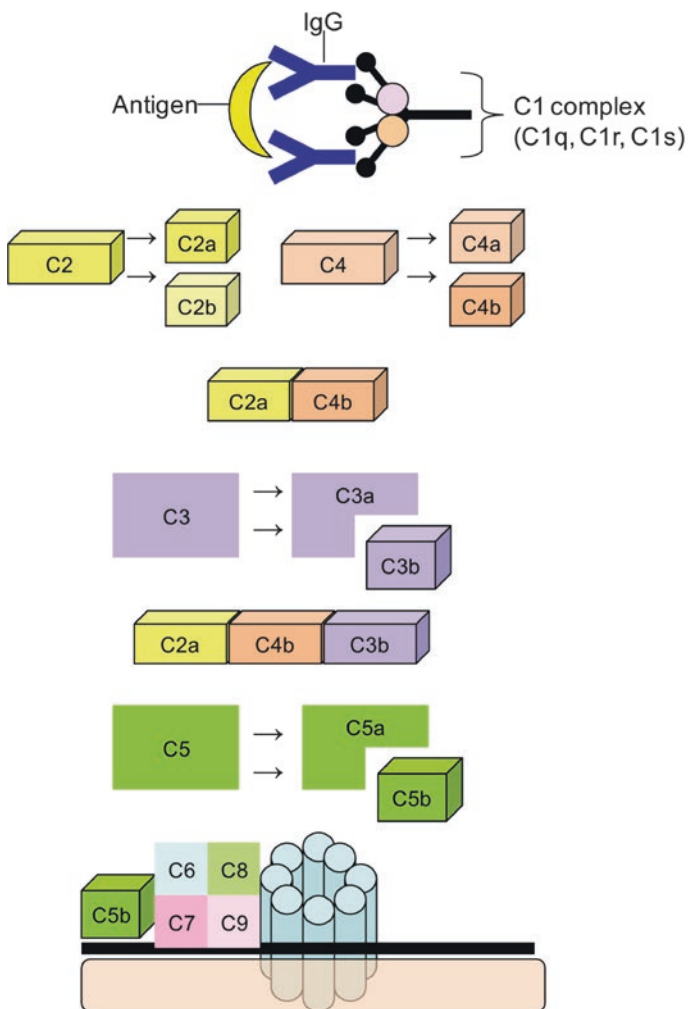 IgG
Antigen
C1 complex
(C1q, C1r, C1s)
C2 → C2a C4 → C4a
→ C2b → C4b
C2a C4b
C3 → C3a
→ C3b
C2a C4b C3b
C5 → C5a
→ C5b
C6 C8
C5b C7 C9